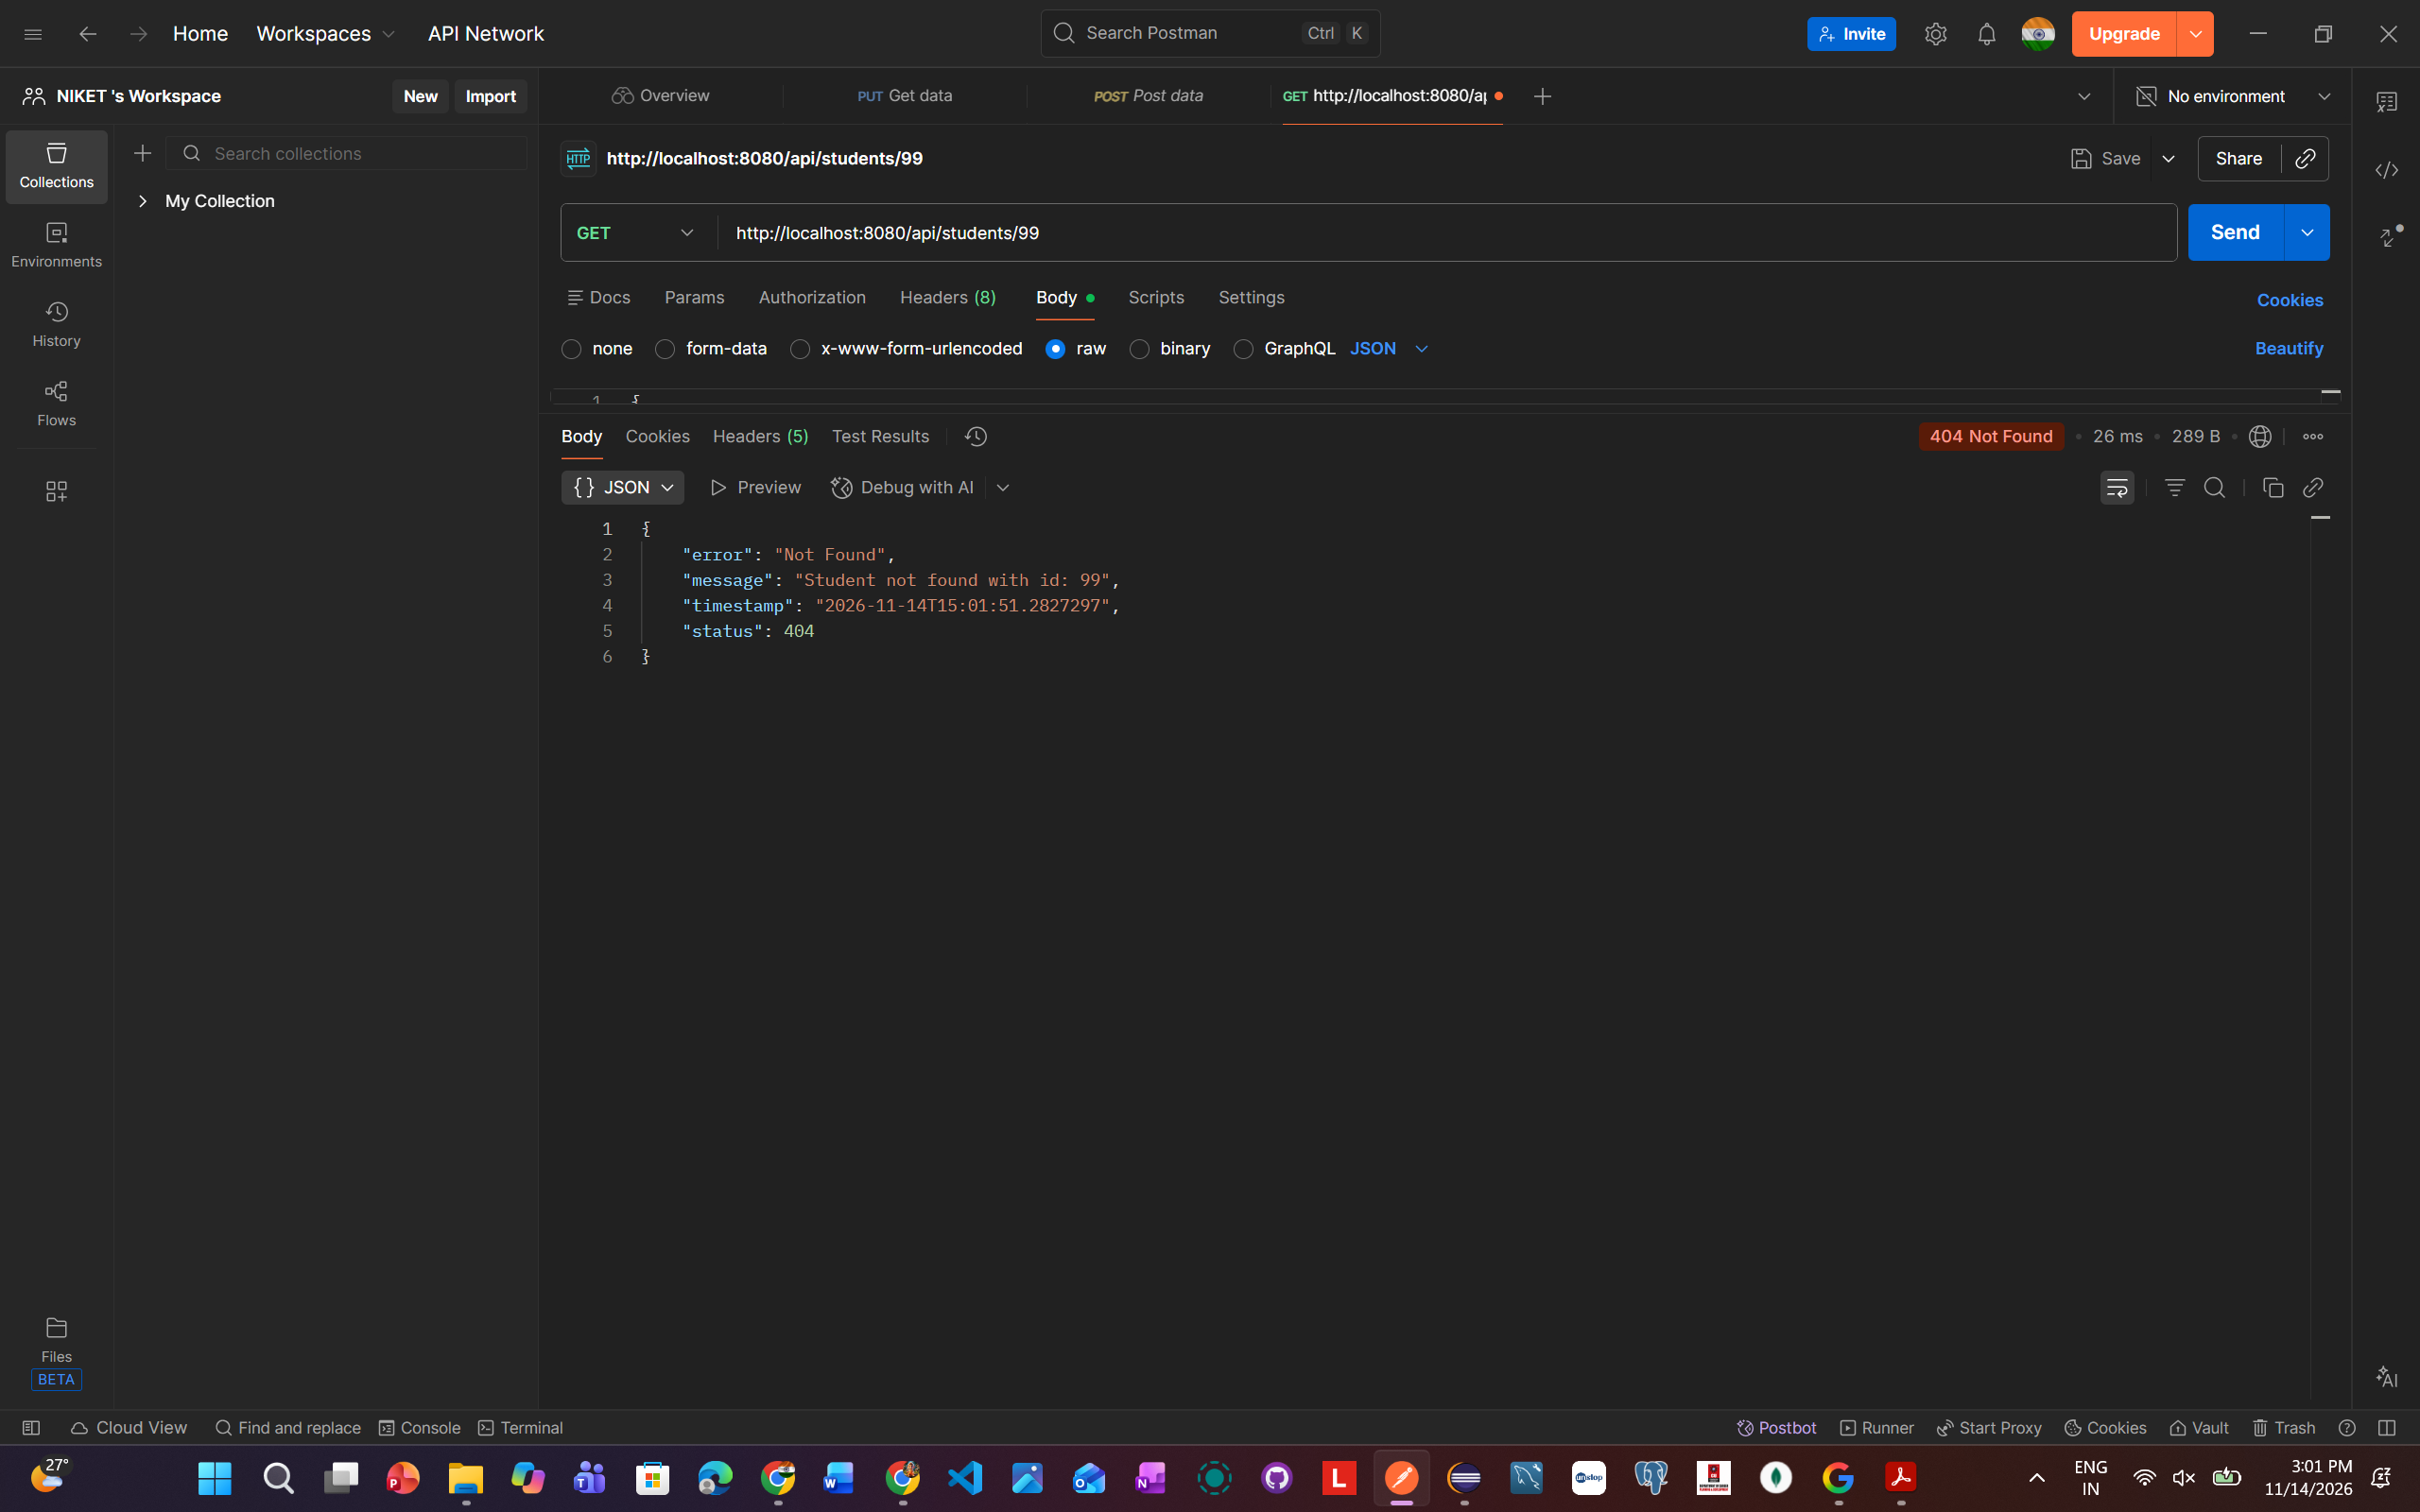 Home Workspaces API Network Search Postman Ctrl K Invite Upgrade
NIKET 's Workspace New Import Overview PUT Get data POST Post data GET http://localhost:8080/a No environment
Collections
Search collections
My Collection
Environments
History
Flows
Files
BETA
HTTP http://localhost:8080/api/students/99 Save Share
GET http://localhost:8080/api/students/99 Send
Docs Params Authorization Headers (8) Body Scripts Settings Cookies
none form-data x-www-form-urlencoded raw binary GraphQL JSON Beautify
1 {
Body Cookies Headers (5) Test Results 404 Not Found • 26 ms • 289 B
{} JSON Preview Debug with AI
1 {
2 "error": "Not Found",
3 "message": "Student not found with id: 99",
4 "timestamp": "2026-11-14T15:01:51.2827297",
5 "status": 404
6 }
AI
Cloud View Find and replace Console Terminal Postbot Runner Start Proxy Cookies Vault Trash
27°
ENG
IN
3:01 PM
11/14/2026